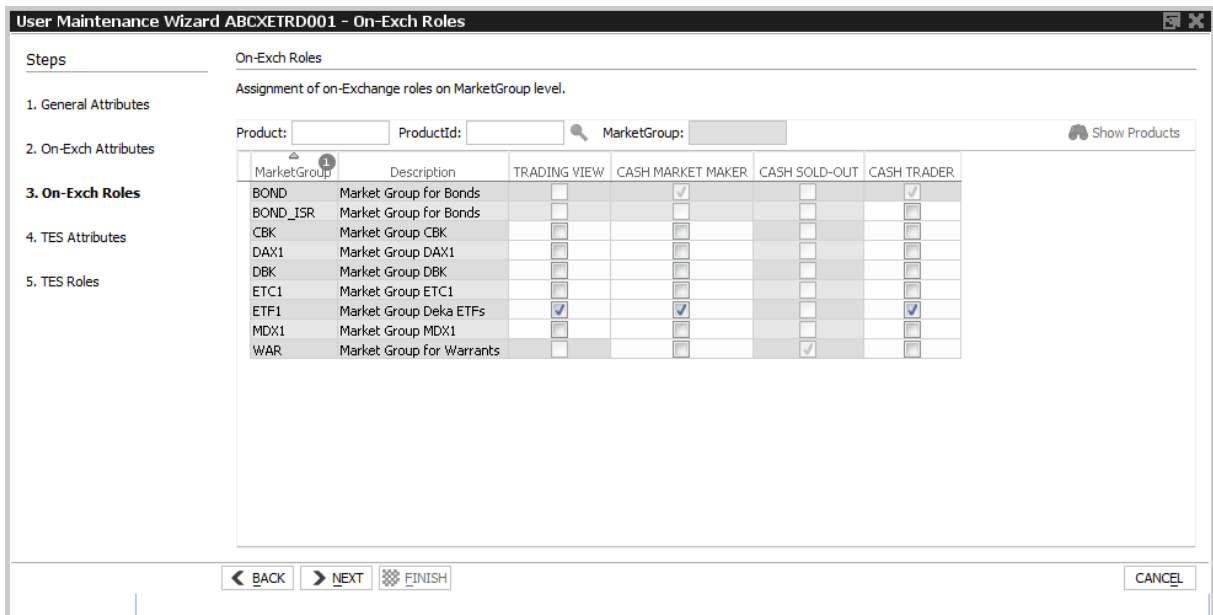 User Maintenance Wizard ABCXETRD001 - On-Exch Roles
Steps
1. General Attributes
2. On-Exch Attributes
3. On-Exch Roles
4. TES Attributes
5. TES Roles
On-Exch Roles
Assignment of on-Exchange roles on MarketGroup level.
Product: ProductId: MarketGroup: Show Products
MarketGroup 1 Description TRADING VIEW CASH MARKET MAKER CASH SOLD-OUT CASH TRADER
BOND Market Group for Bonds
BOND_ISR Market Group for Bonds
CBK Market Group CBK
DAX1 Market Group DAX1
DBK Market Group DBK
ETC1 Market Group ETC1
ETF1 Market Group Deka ETFs
MDX1 Market Group MDX1
WAR Market Group for Warrants
BACK NEXT FINISH CANCEL